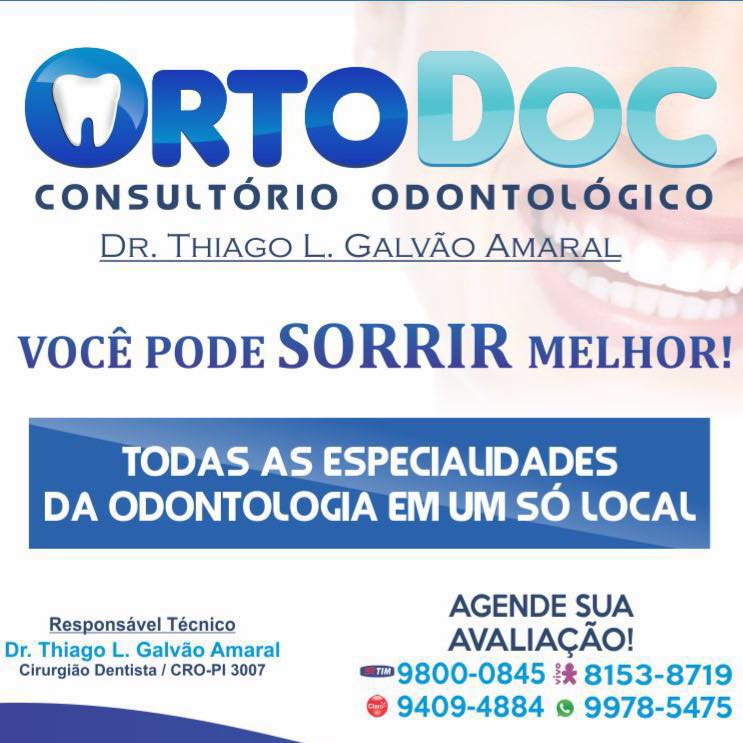 ORTODOC
CONSULTÓRIO ODONTOLÓGICO
DR. THIAGO L. GALVÃO AMARAL
VOCÊ PODE SORRIR MELHOR!
TODAS AS ESPECIALIDADES
DA ODONTOLOGIA EM UM SÓ LOCAL
Responsável Técnico
Dr. Thiago L. Galvão Amaral
Cirurgião Dentista / CRO-PI 3007
AGENDE SUA
AVALIAÇÃO!
TIM 9800-0845 vivo 8153-8719
Claro 9409-4884 9978-5475